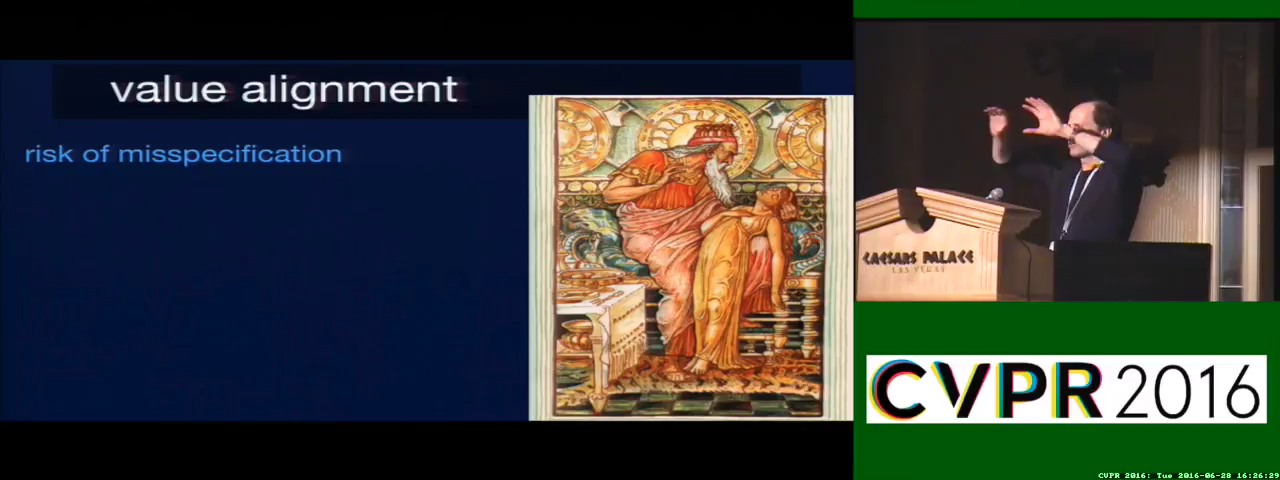 value alignment
risk of misspecification
CAESARS PALACE
LAS VEGAS
CVPR 2016
CVPR 2016: Tue 2016-06-28 16:26:29